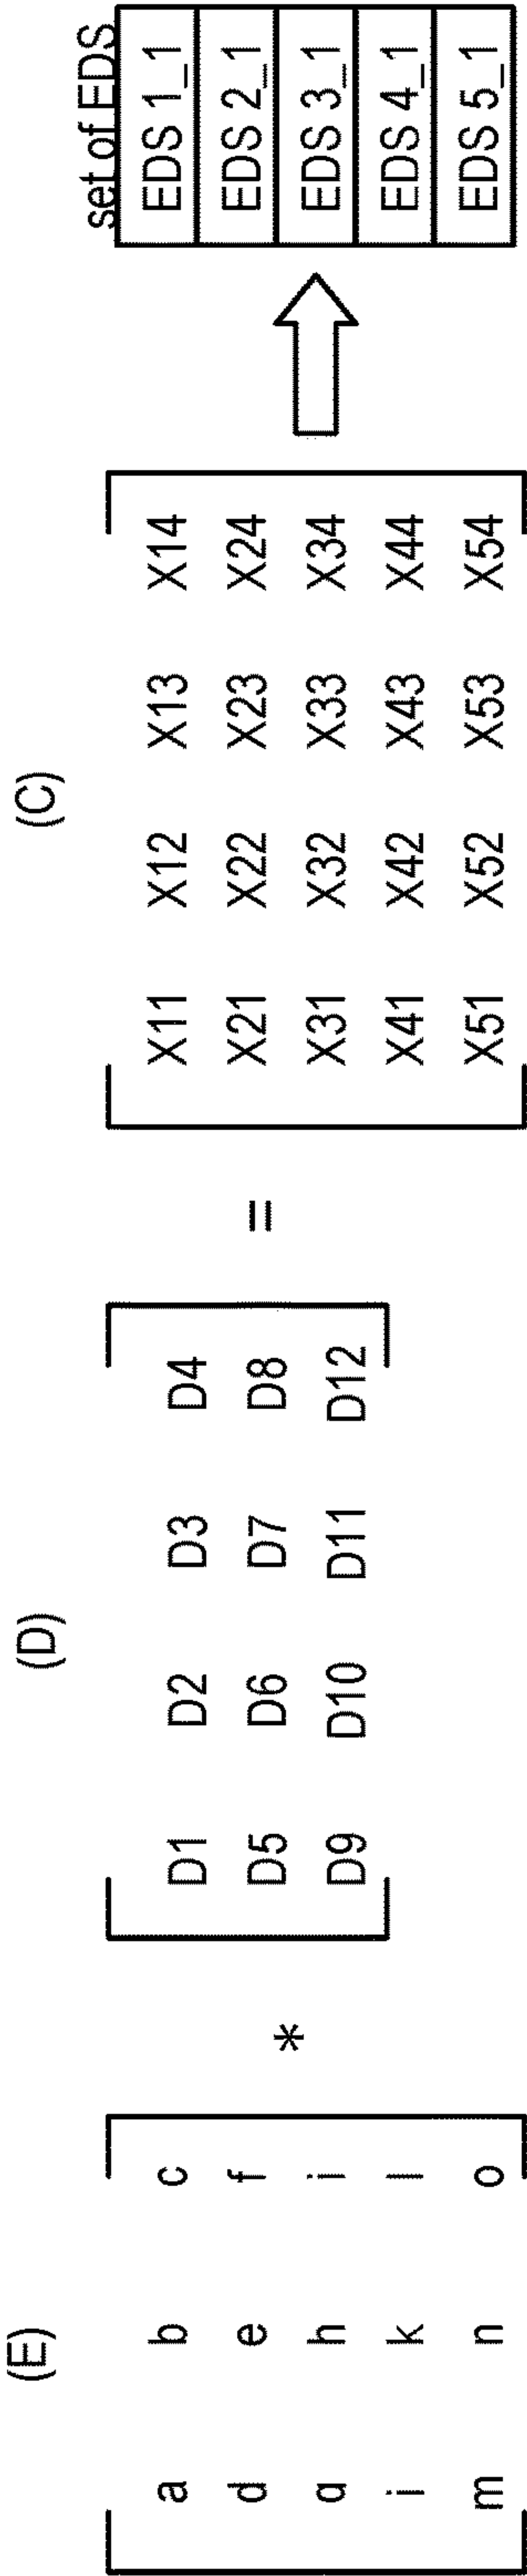 (E) (D) (C) set of EDS
a b c D1 D2 D3 D4 X11 X12 X13 X14 EDS 1_1
d e f * D5 D6 D7 D8 = X21 X22 X23 X24 EDS 2_1
g h i D9 D10 D11 D12 X31 X32 X33 X34 EDS 3_1
j k l X41 X42 X43 X44 EDS 4_1
m n o X51 X52 X53 X54 EDS 5_1